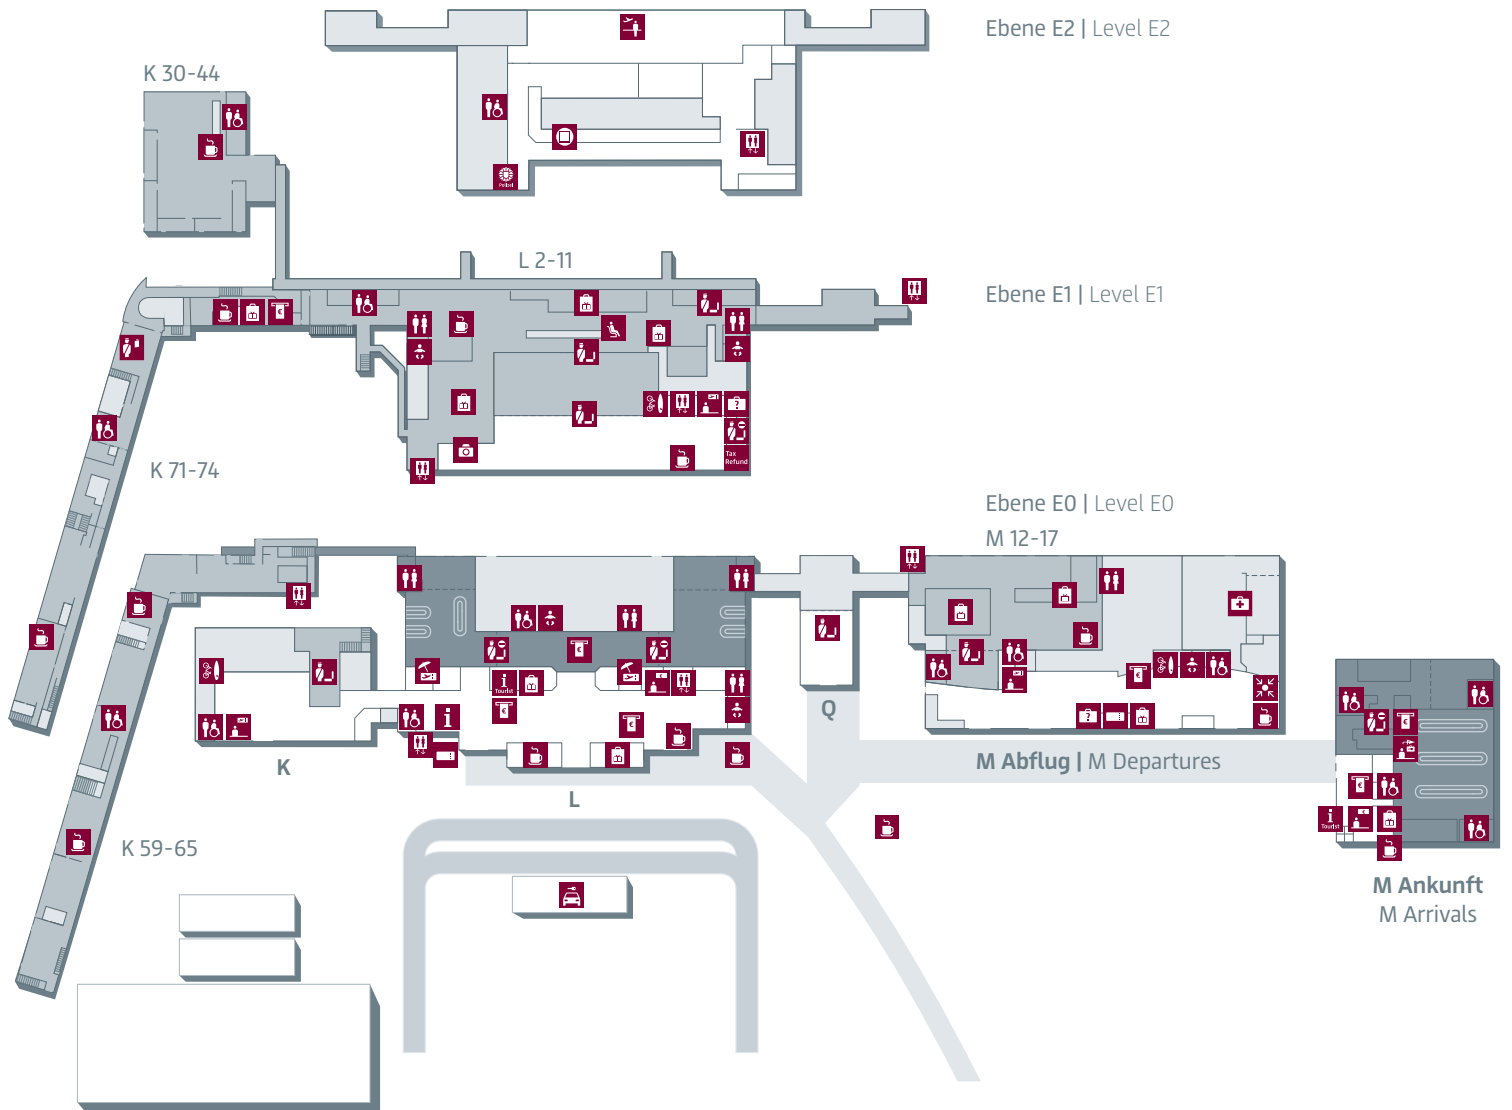 Ebene E2 | Level E2
K 30-44
Polizei
L 2-11
Ebene E1 | Level E1
K 71-74
Tax
Refund
Ebene E0 | Level E0
M 12-17
i
Tourist
i
Q
K
M Abflug | M Departures
L
i
Tourist
K 59-65
M Ankunft
M Arrivals